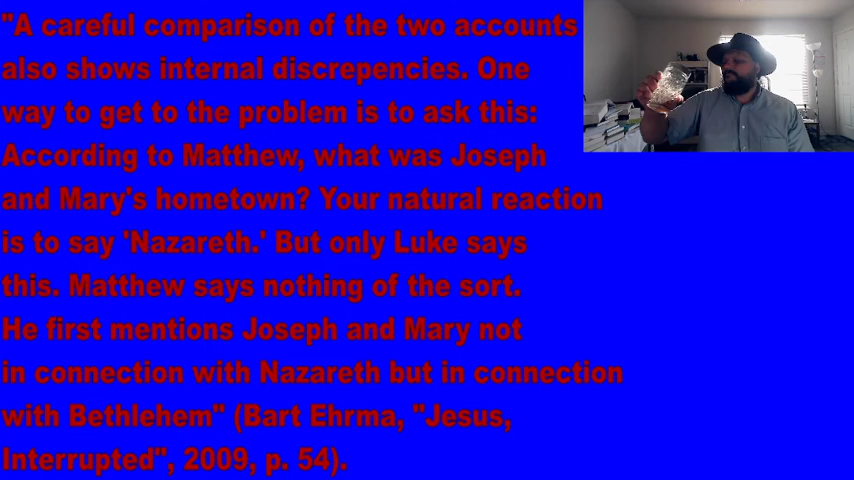 "A careful comparison of the two accounts
also shows internal discrepencies. One
way to get to the problem is to ask this:
According to Matthew, what was Joseph
and Mary's hometown? Your natural reaction
is to say 'Nazareth.' But only Luke says
this. Matthew says nothing of the sort.
He first mentions Joseph and Mary not
in connection with Nazareth but in connection
with Bethlehem" (Bart Ehrma, "Jesus,
Interrupted", 2009, p. 54).